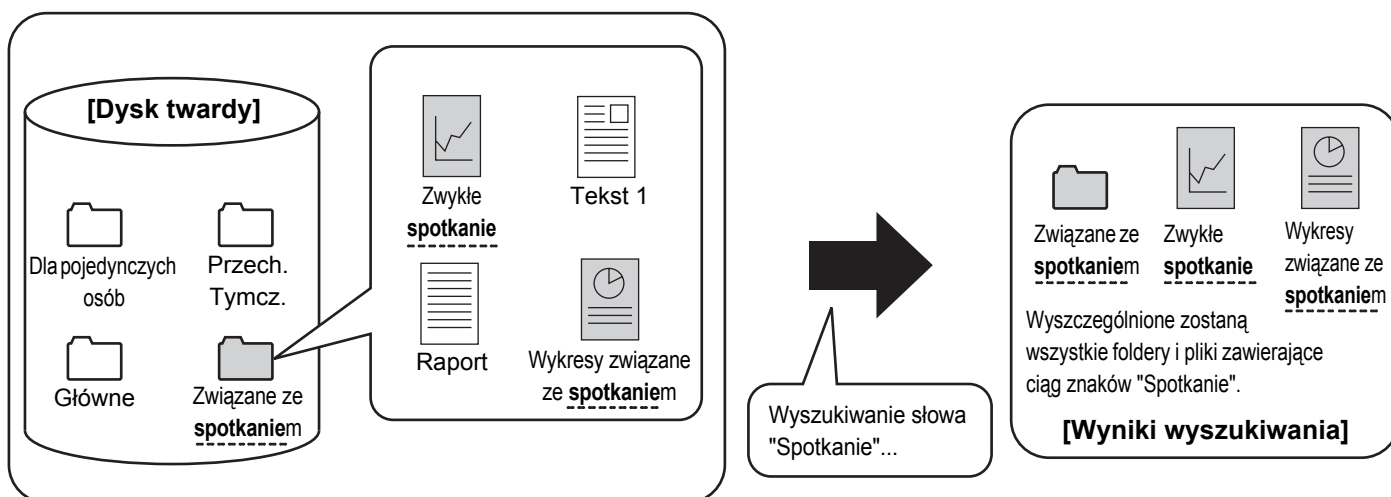 [Dysk twardy]
Dla pojedynczych
osób
Przech.
Tymcz.
Główne
Związane ze
spotkaniem
Zwykłe
spotkanie
Tekst 1
Raport
Wykresy związane
ze spotkaniem
Wyszukiwanie słowa
"Spotkanie"...
Związane ze
spotkaniem
Zwykłe
spotkanie
Wykresy
związane ze
spotkaniem
Wyszczególnione zostaną
wszystkie foldery i pliki zawierające
ciąg znaków "Spotkanie".
[Wyniki wyszukiwania]